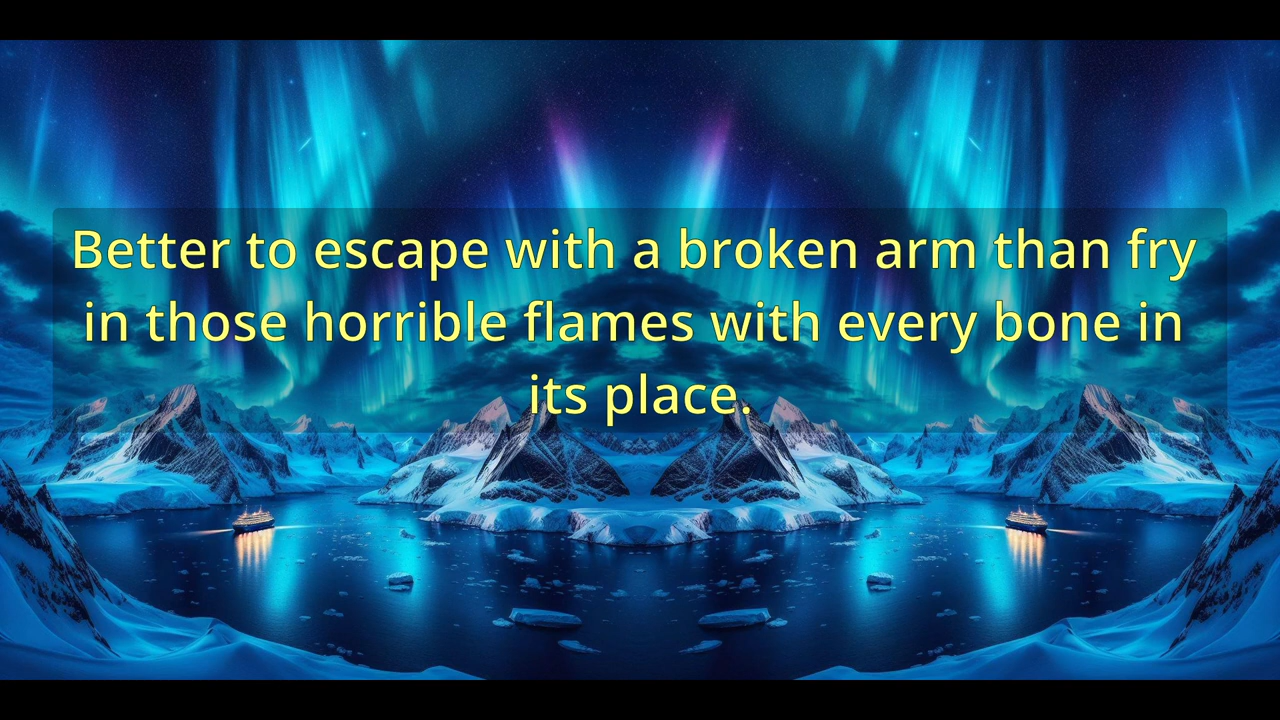 Better to escape with a broken arm than fry
in those horrible flames with every bone in
its place.